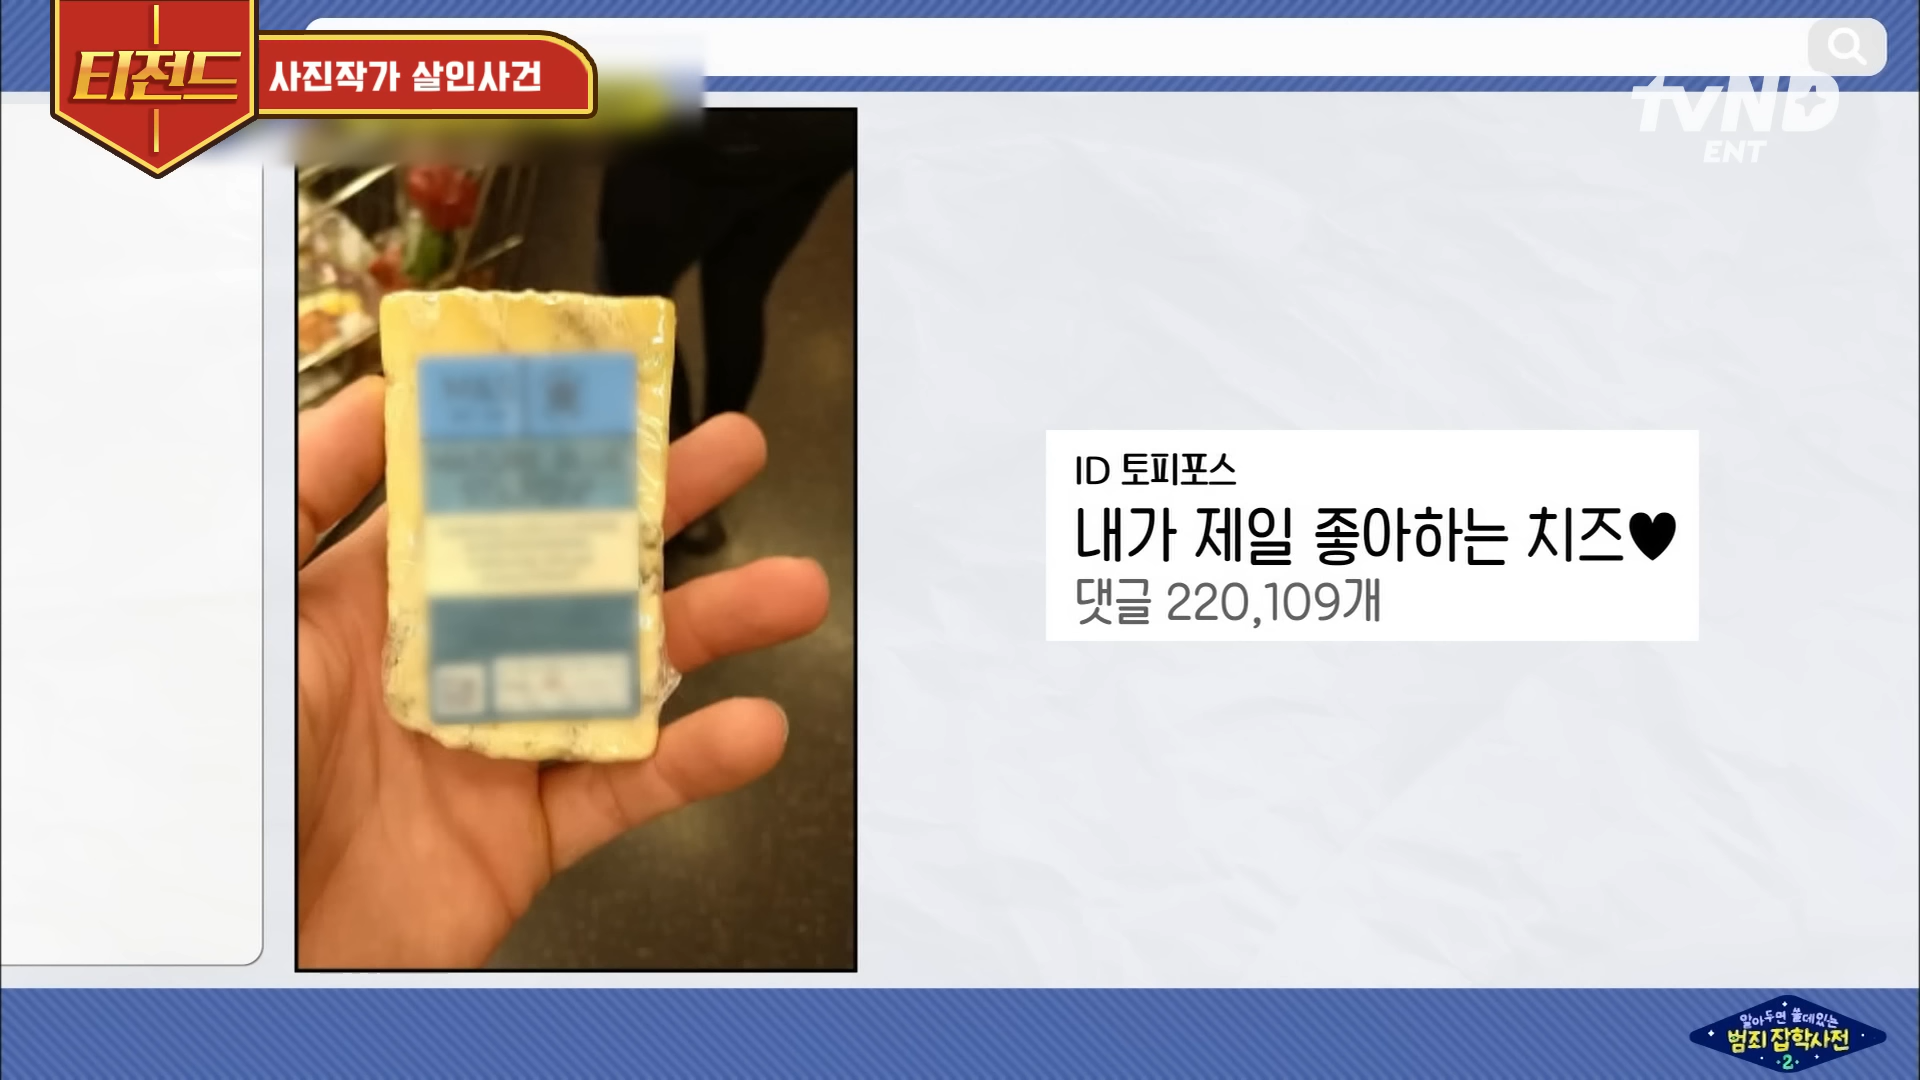 티전드
사진작가 살인사건
tvND
ENT
ID 토피포스
내가 제일 좋아하는 치즈♥
댓글 220,109개
알아두면 쓸데있는
범죄 잡학사전
2